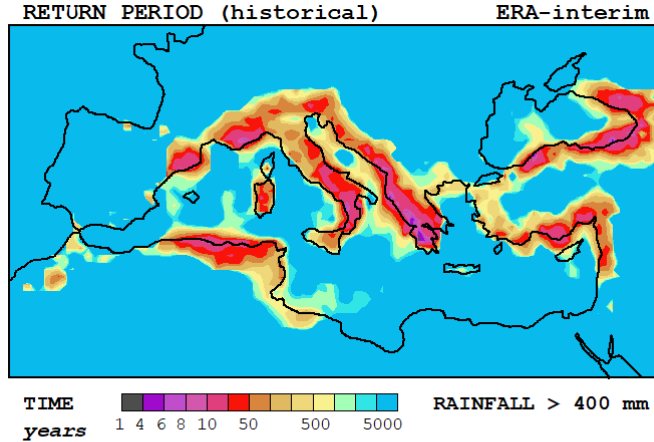 RETURN PERIOD (historical) ERA-interim
TIME years
1 4 6 8 10 50 500 5000
RAINFALL > 400 mm